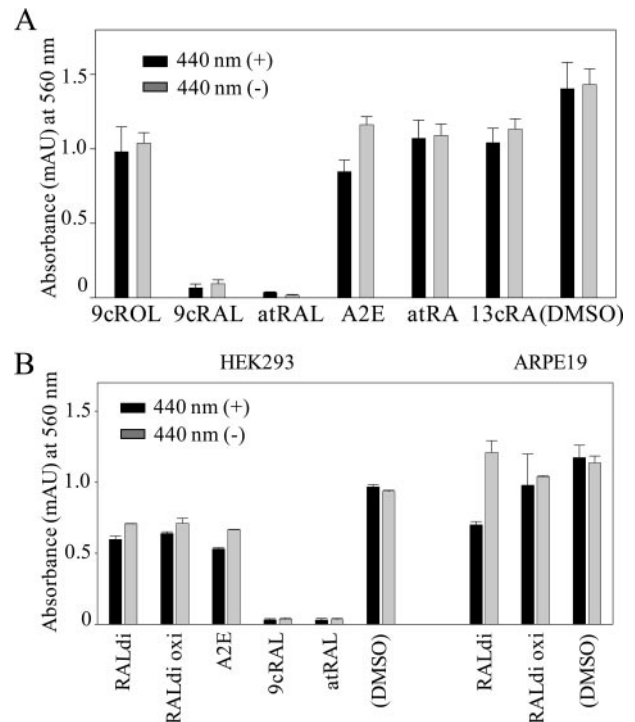 A
Absorbance (mAU) at 560 nm
1.5
1.0
0.5
0
440 nm (+)
440 nm (-)
9cROL 9cRAL atRAL A2E atRA 13cRA (DMSO)
B
HEK293 ARPE19
Absorbance (mAU) at 560 nm
1.5
1.0
0.5
0
440 nm (+)
440 nm (-)
RALdi
RALdi oxi
A2E
9cRAL
atRAL
(DMSO)
RALdi
RALdi oxi
(DMSO)